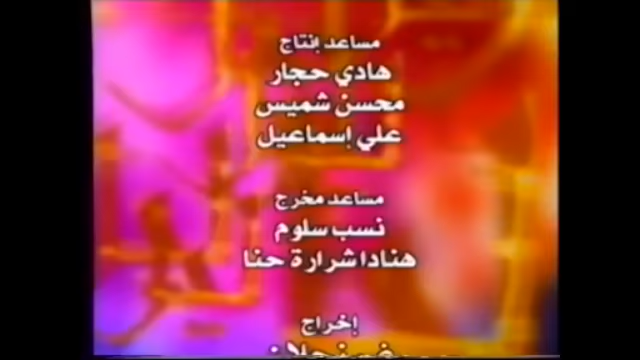 مساعد إنتاج
هادي حجار
محسن شميس
علي إسماعيل
مساعد مخرج
نسب سلوم
هنادا شرارة حنا
إخراج